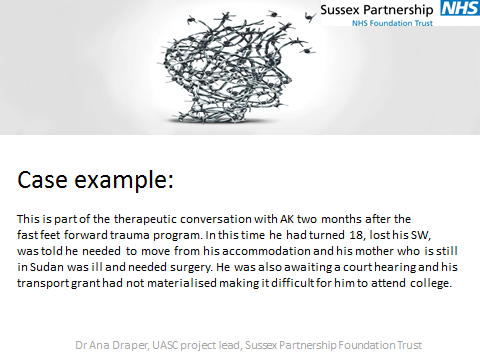 Sussex Partnership NHS
NHS Foundation Trust
Case example:
This is part of the therapeutic conversation with AK two months after the
fast feet forward trauma program. In this time he had turned 18, lost his SW,
was told he needed to move from his accommodation and his mother who is still
in Sudan was ill and needed surgery. He was also awaiting a court hearing and his
transport grant had not materialised making it difficult for him to attend college.
Dr Ana Draper, UASC project lead, Sussex Partnership Foundation Trust